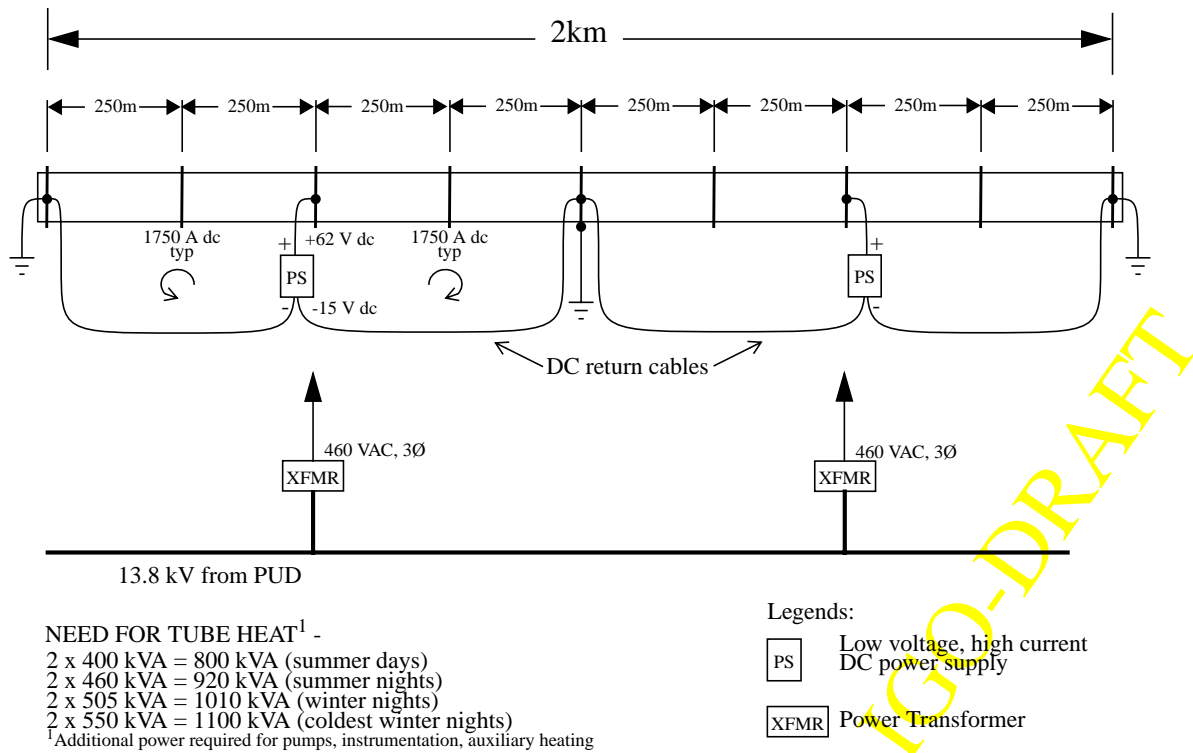 2km
250m 250m 250m 250m 250m 250m 250m 250m
1750 A dc
typ
+
+62 V dc
1750 A dc
typ
+
PS
PS
-
-15 V dc
-
DC return cables
460 VAC, 3Ø
460 VAC, 3Ø
XFMR
XFMR
13.8 kV from PUD
NEED FOR TUBE HEAT1 -
2 x 400 kVA = 800 kVA (summer days)
2 x 460 kVA = 920 kVA (summer nights)
2 x 505 kVA = 1010 kVA (winter nights)
2 x 550 kVA = 1100 kVA (coldest winter nights)
1Additional power required for pumps, instrumentation, auxiliary heating
Legends:
PS
Low voltage, high current
DC power supply
XFMR
Power Transformer
IGO-DRAFT